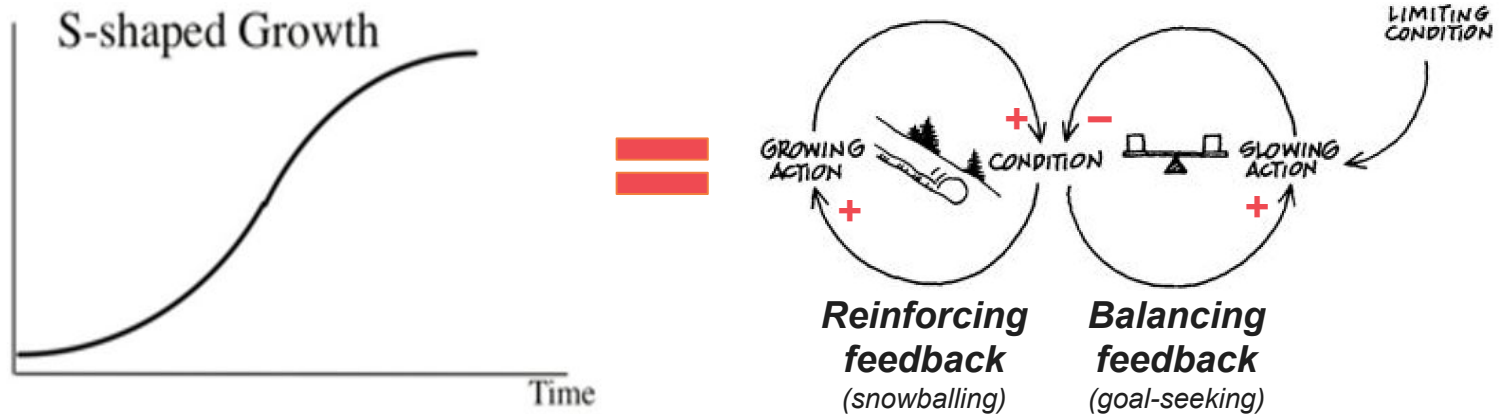 S-shaped Growth
Time
=
GROWING
ACTION
+
+
CONDITION
−
SLOWING
ACTION
+
LIMITING
CONDITION
Reinforcing
feedback
(snowballing)
Balancing
feedback
(goal-seeking)